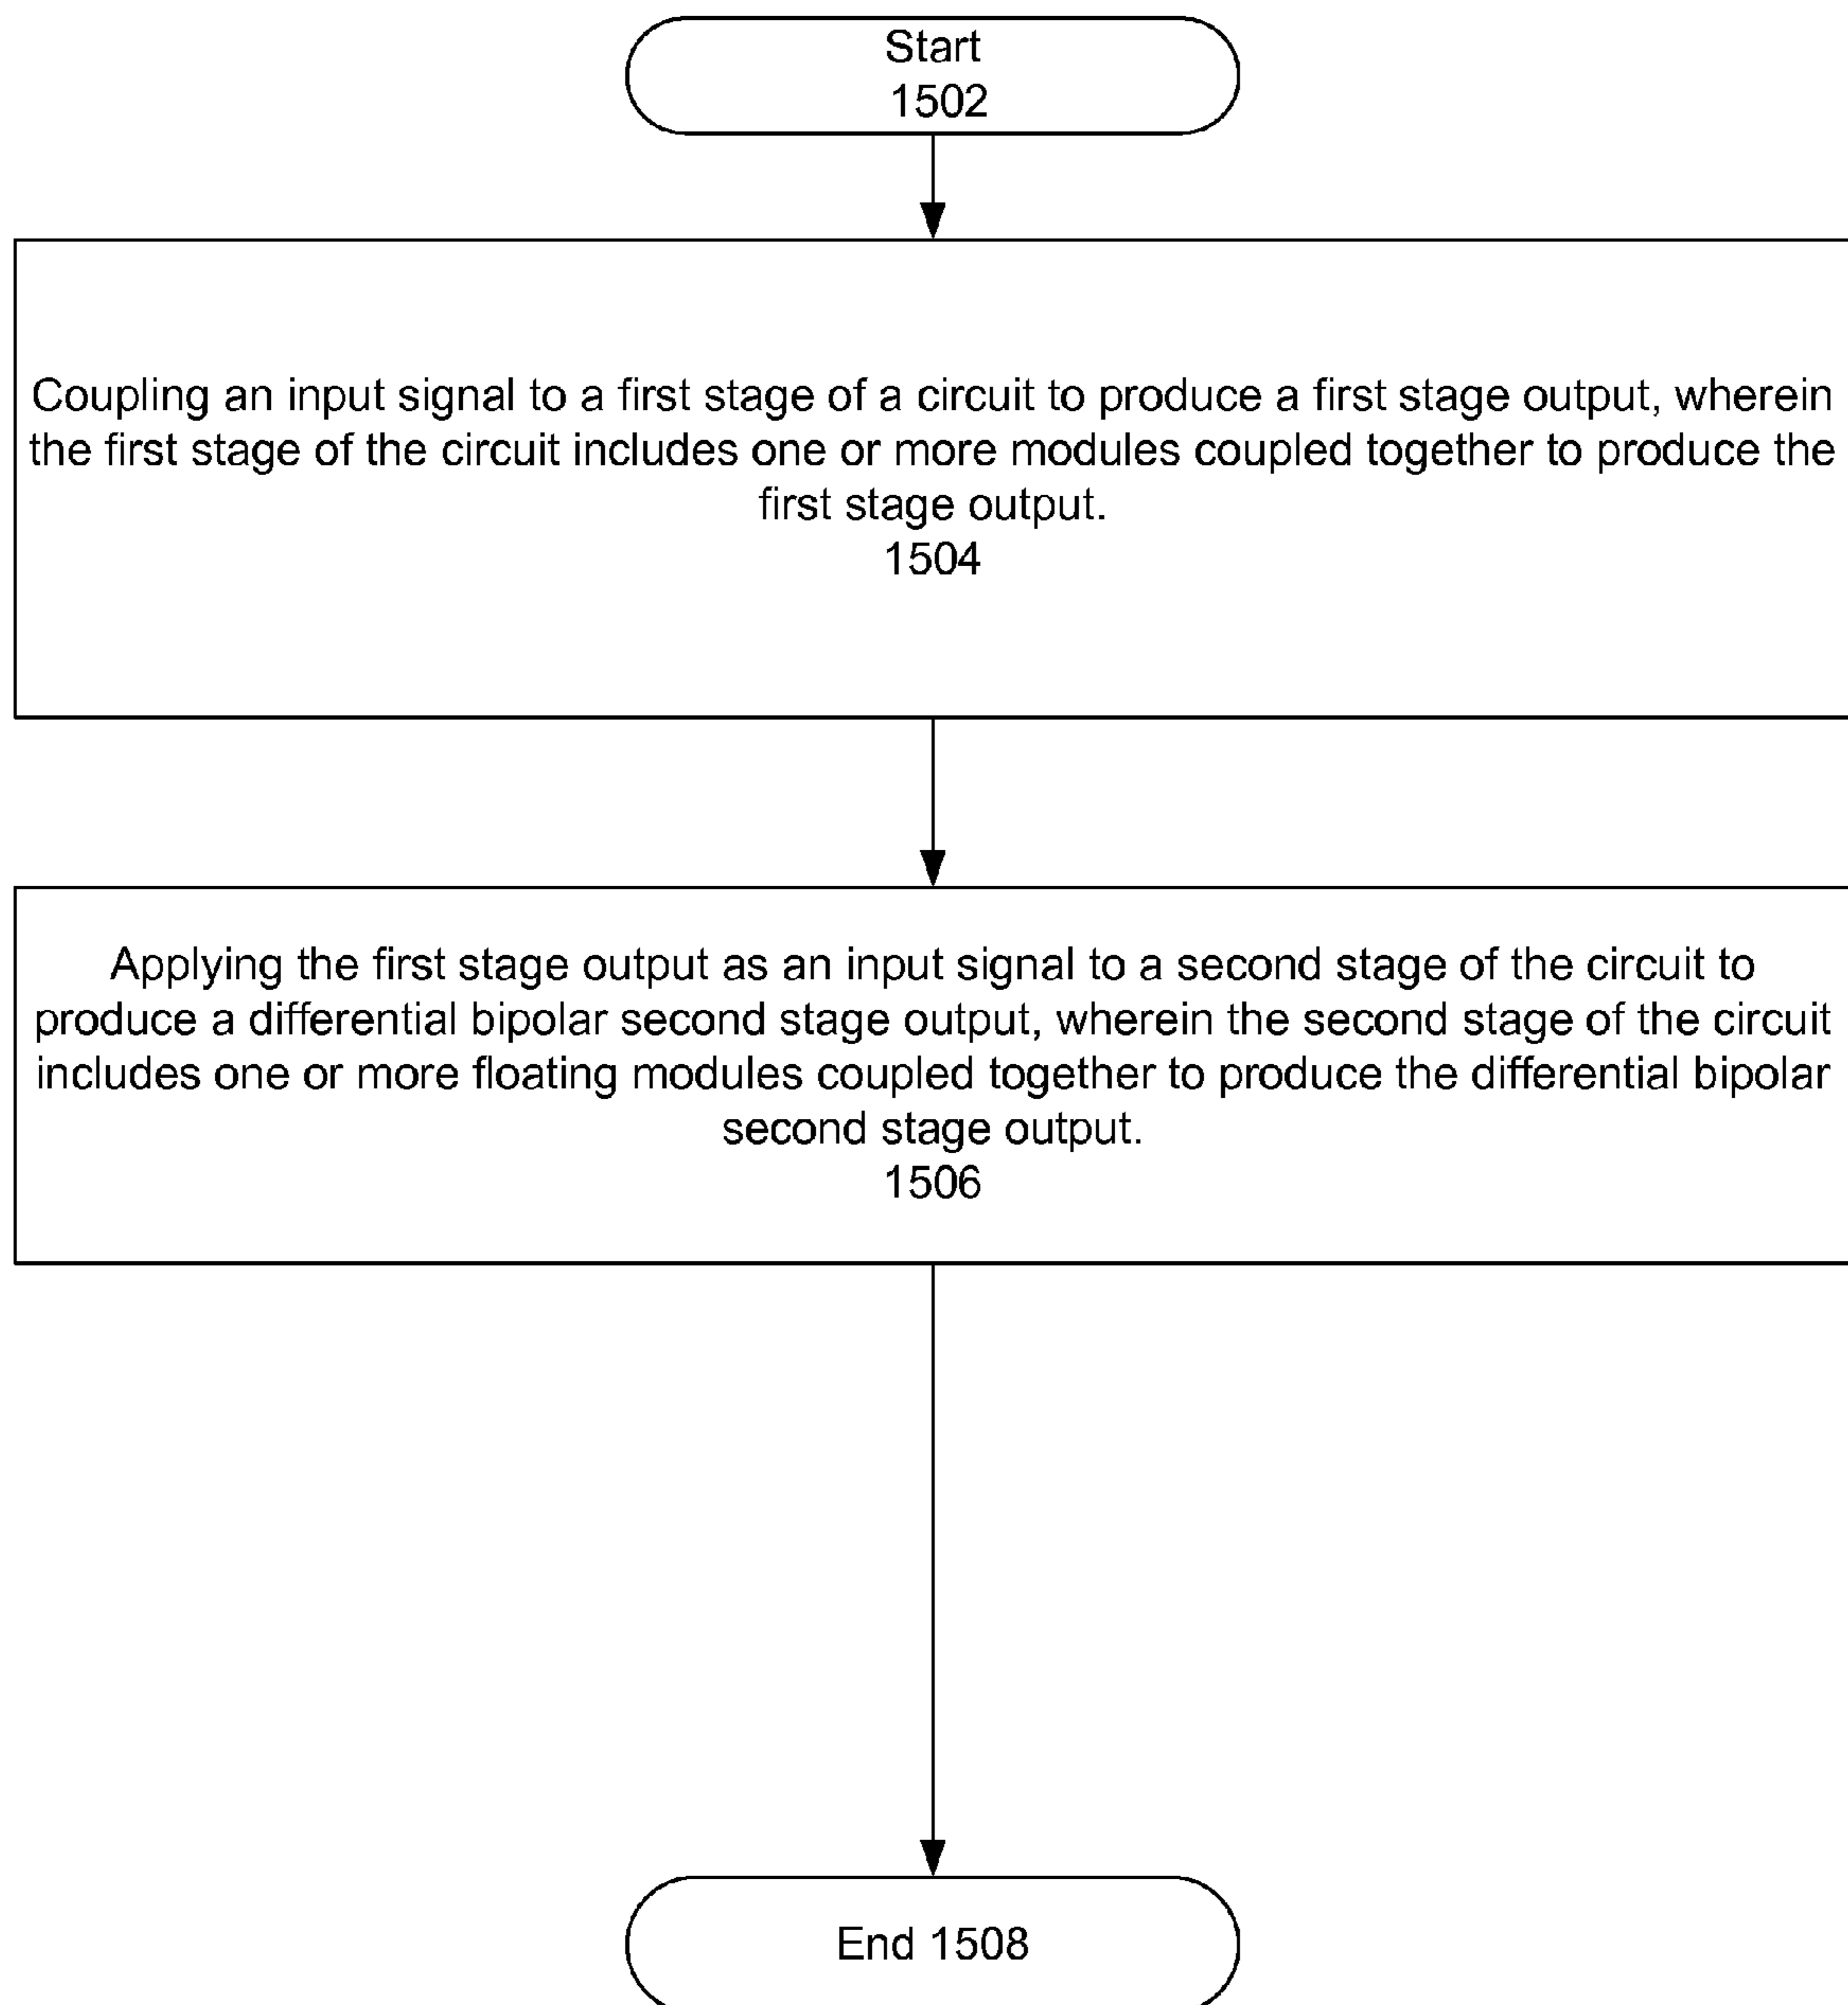 Start
1502
Coupling an input signal to a first stage of a circuit to produce a first stage output, wherein
the first stage of the circuit includes one or more modules coupled together to produce the
first stage output.
1504
Applying the first stage output as an input signal to a second stage of the circuit to
produce a differential bipolar second stage output, wherein the second stage of the circuit
includes one or more floating modules coupled together to produce the differential bipolar
second stage output.
1506
End 1508